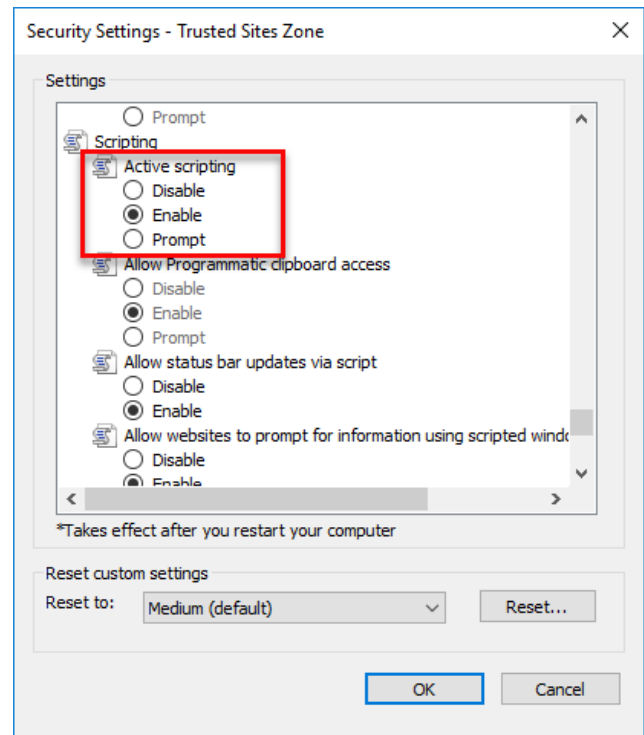 Security Settings - Trusted Sites Zone
Settings
Prompt
Scripting
Active scripting
Disable
Enable
Prompt
Allow Programmatic clipboard access
Disable
Enable
Prompt
Allow status bar updates via script
Disable
Enable
Allow websites to prompt for information using scripted
Disable
Enable
*Takes effect after you restart your computer
Reset custom settings
Reset to: Medium (default) Reset...
OK Cancel